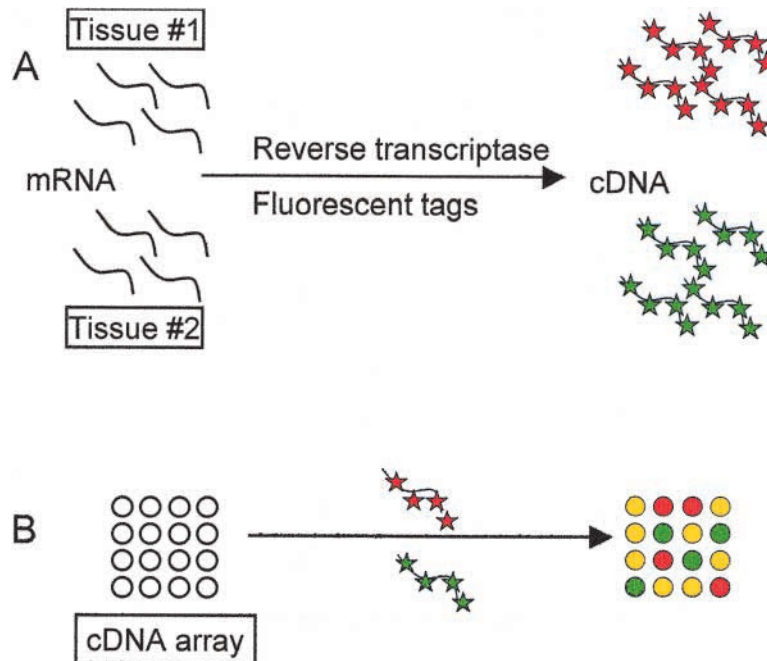 Tissue #1
A
Reverse transcriptase
mRNA
cDNA
Fluorescent tags
Tissue #2
B
cDNA array